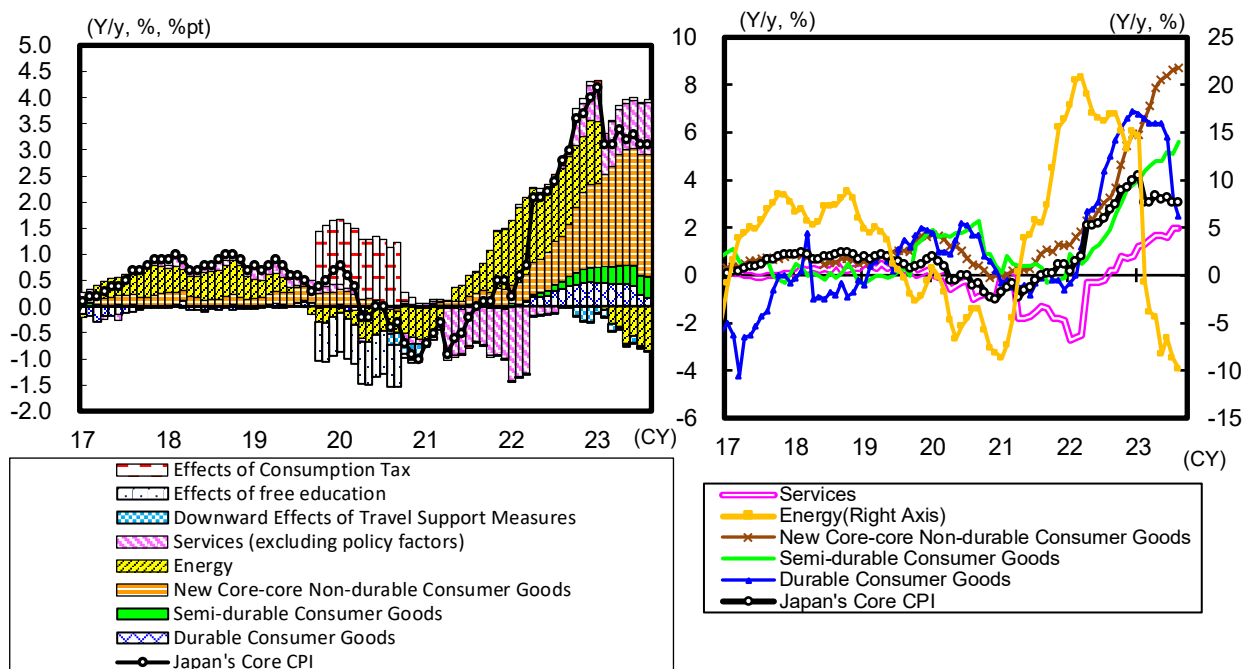 (Y/y, %, %pt)
5.0
4.5
4.0
3.5
3.0
2.5
2.0
1.5
1.0
0.5
0.0
-0.5
-1.0
-1.5
-2.0
17 18 19 20 21 22 23 (CY)
Effects of Consumption Tax
Effects of free education
Downward Effects of Travel Support Measures
Services (excluding policy factors)
Energy
New Core-core Non-durable Consumer Goods
Semi-durable Consumer Goods
Durable Consumer Goods
Japan's Core CPI
(Y/y, %) (Y/y, %)
10
8
6
4
2
0
-2
-4
-6
25
20
15
10
5
0
-5
-10
-15
17 18 19 20 21 22 23
(CY)
Services
Energy(Right Axis)
New Core-core Non-durable Consumer Goods
Semi-durable Consumer Goods
Durable Consumer Goods
Japan's Core CPI